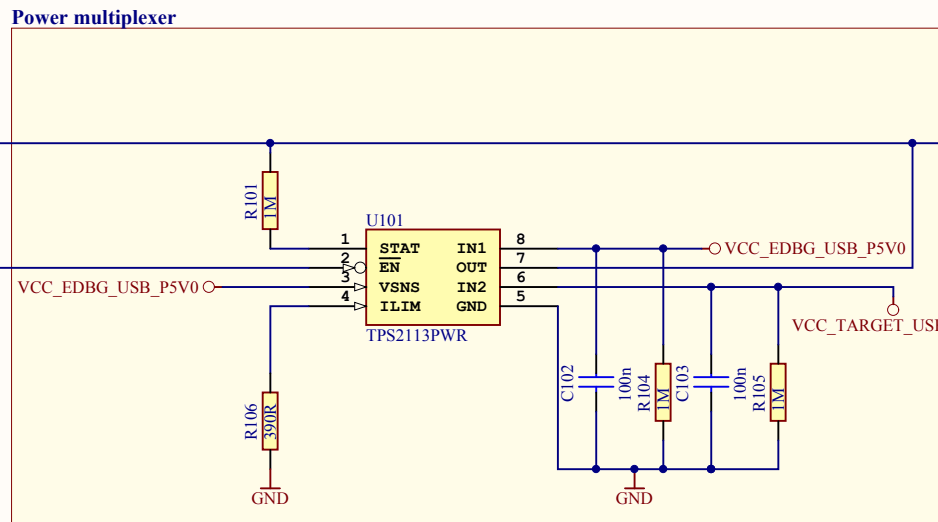 Power multiplexer
R101
1M
U101
1
STAT
IN1
8
VCC_EDBG_USB_P5V0
2
EN
OUT
7
VCC_EDBG_USB_P5V0
3
VSNS
IN2
6
4
ILIM
GND
5
TPS2113PWR
VCC_TARGET_USB
R106
390R
C102
100n
R104
1M
C103
100n
R105
1M
GND
GND